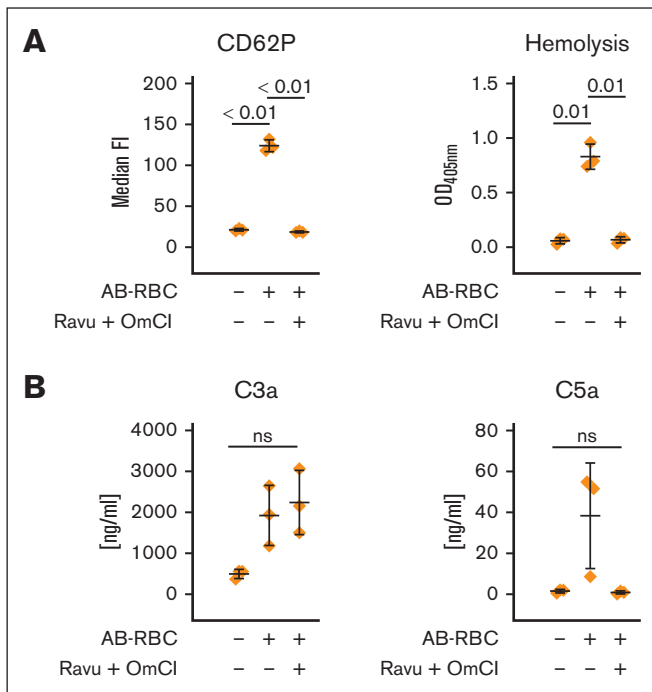 A
CD62P
Hemolysis
Median FI
200
150
100
50
0
< 0.01
< 0.01
OD405nm
1.5
1.0
0.5
0.0
0.01
0.01
AB-RBC − + + AB-RBC − + +
Ravu + OmCI − − + Ravu + OmCI − − +
B
C3a
C5a
[ng/ml]
4000
3000
2000
1000
0
ns
[ng/ml]
80
60
40
20
0
ns
AB-RBC − + + AB-RBC − + +
Ravu + OmCI − − + Ravu + OmCI − − +